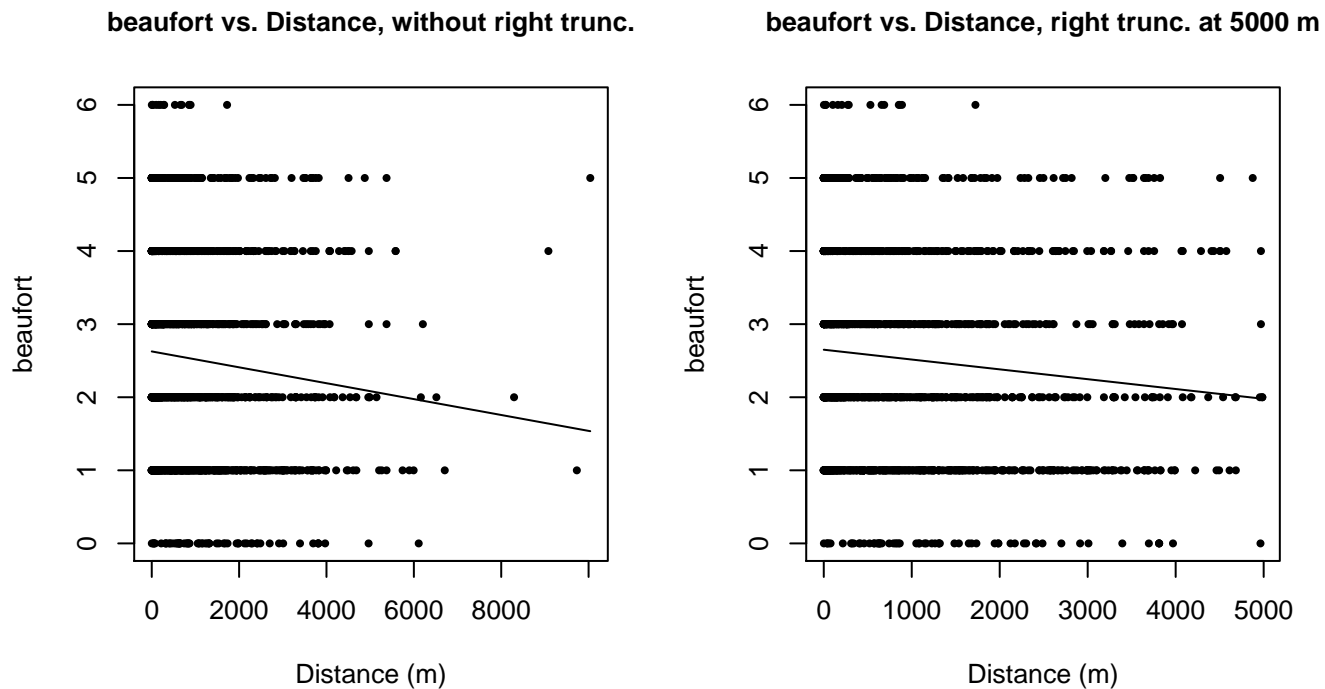 beaufort vs. Distance, without right trunc.
6
5
4
3
2
1
0
beaufort
0 2000 4000 6000 8000
Distance (m)
beaufort vs. Distance, right trunc. at 5000 m
6
5
4
3
2
1
0
beaufort
0 1000 2000 3000 4000 5000
Distance (m)